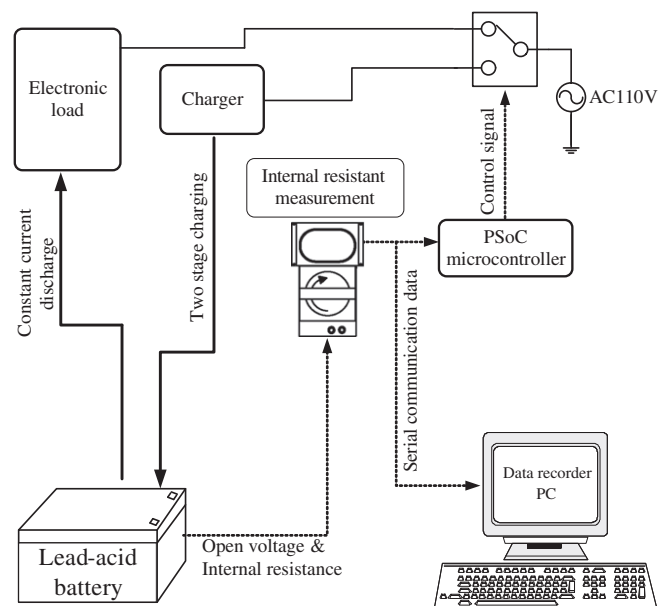 Electronic
load
Charger
AC110V
Control signal
Internal resistant
measurement
PSoC
microcontroller
Two stage charging
Constant current
discharge
Serial communication data
Data recorder
PC
Open voltage &
Internal resistance
Lead-acid
battery